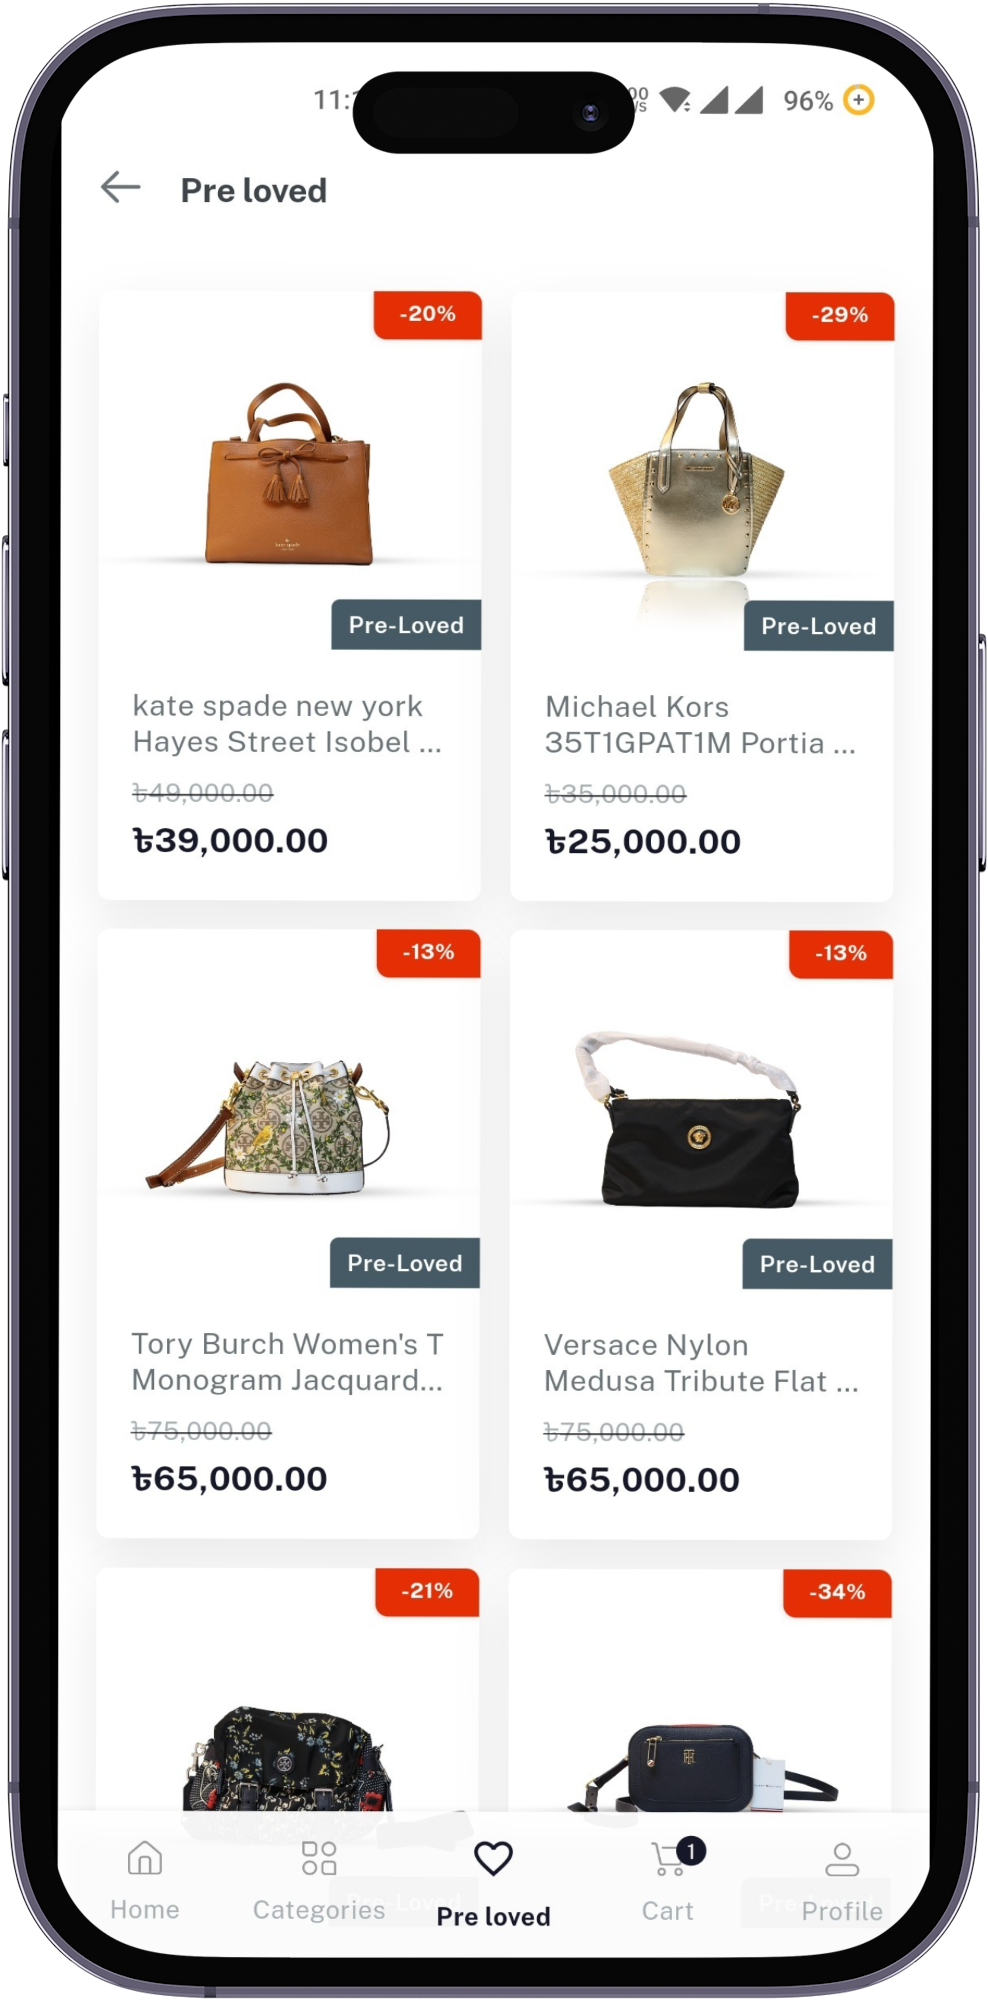 11:
96%
Pre loved
-20%
-29%
Pre-Loved
Pre-Loved
kate spade new york
Hayes Street Isobel ...
৳49,000.00
৳39,000.00
Michael Kors
35T1GPAT1M Portia ...
৳35,000.00
৳25,000.00
-13%
-13%
Pre-Loved
Pre-Loved
Tory Burch Women's T
Monogram Jacquard...
৳75,000.00
৳65,000.00
Versace Nylon
Medusa Tribute Flat ...
৳75,000.00
৳65,000.00
-21%
-34%
1
Home
Categories
Pre loved
Cart
Profile